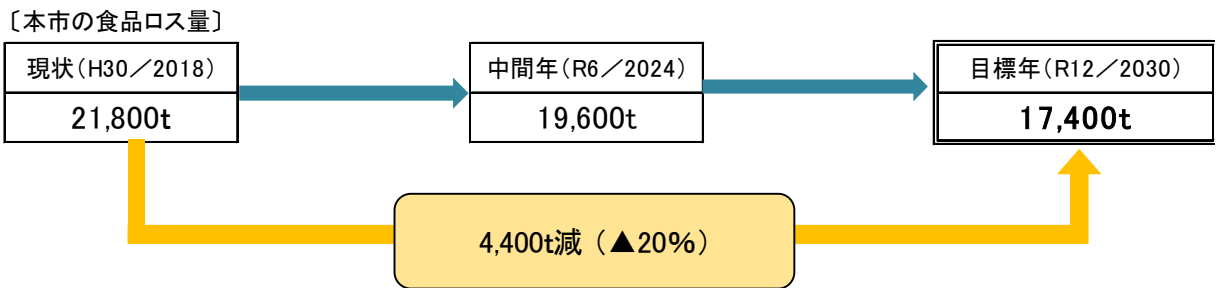 〔本市の食品ロス量〕
現状（H30／2018）
21,800t
中間年（R6／2024）
19,600t
目標年（R12／2030）
17,400t
4,400t減（▲20％）